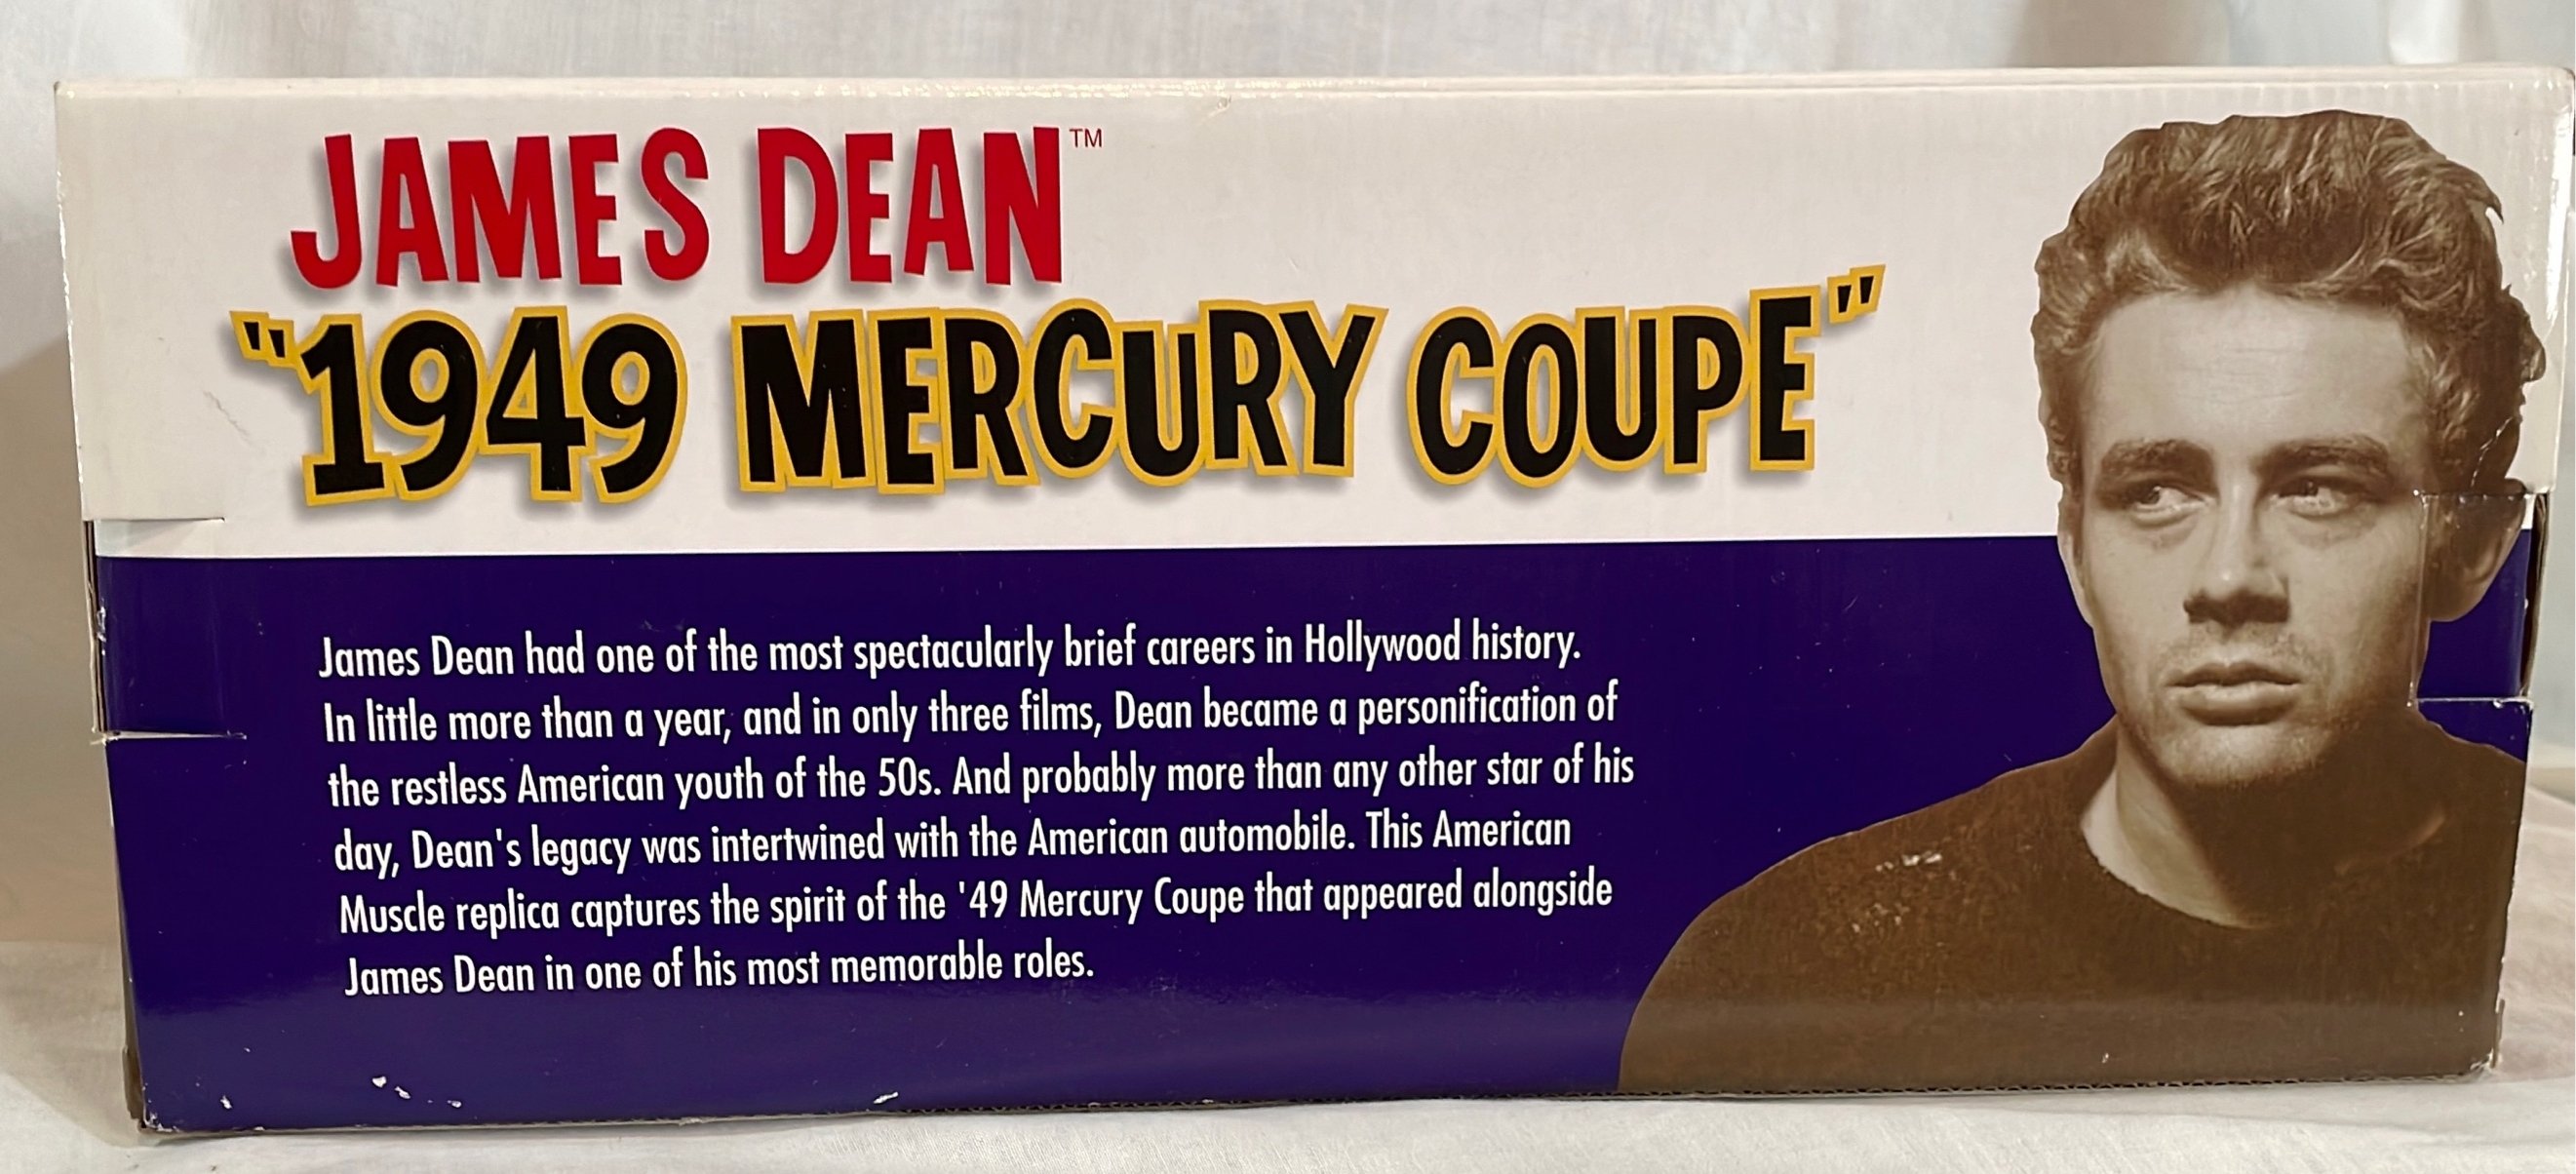 JAMES DEAN™
"1949 MERCURY COUPE"
James Dean had one of the most spectacularly brief careers in Hollywood history.
In little more than a year, and in only three films, Dean became a personification of
the restless American youth of the 50s. And probably more than any other star of his
day, Dean's legacy was intertwined with the American automobile. This American
Muscle replica captures the spirit of the '49 Mercury Coupe that appeared alongside
James Dean in one of his most memorable roles.